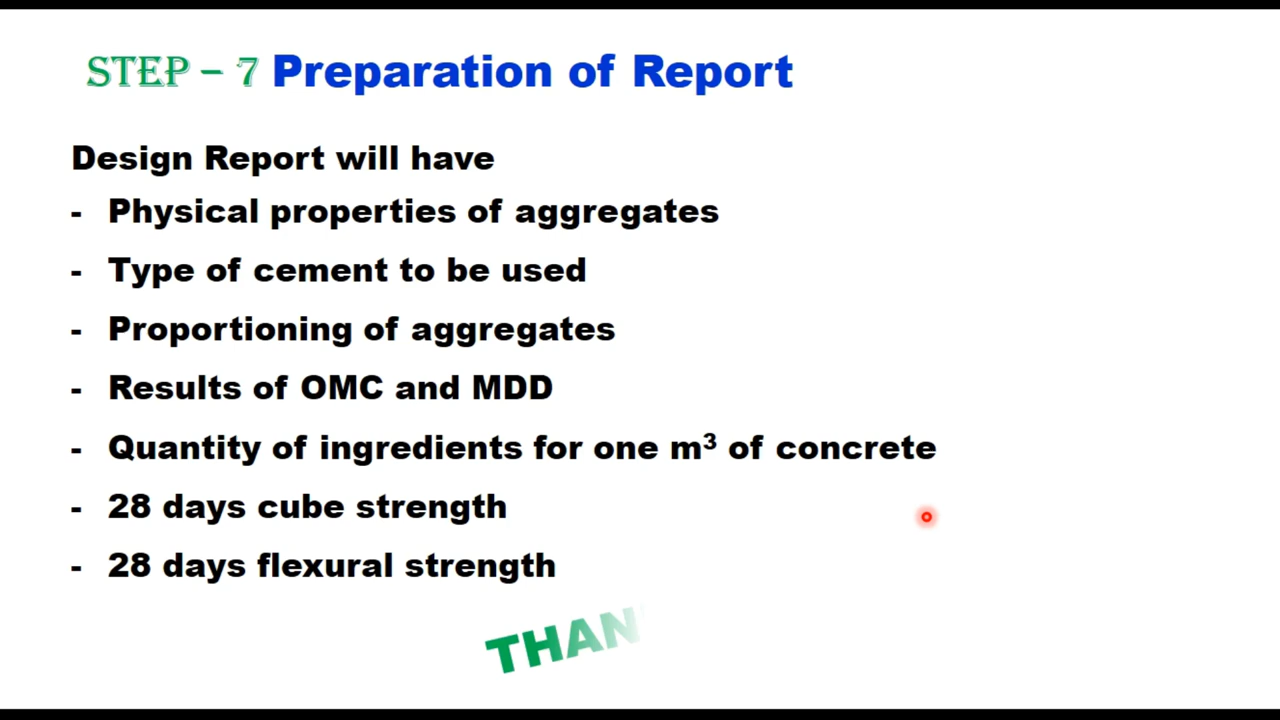 STEP – 7 Preparation of Report
Design Report will have
- Physical properties of aggregates
- Type of cement to be used
- Proportioning of aggregates
- Results of OMC and MDD
- Quantity of ingredients for one m³ of concrete
- 28 days cube strength
- 28 days flexural strength
THAN